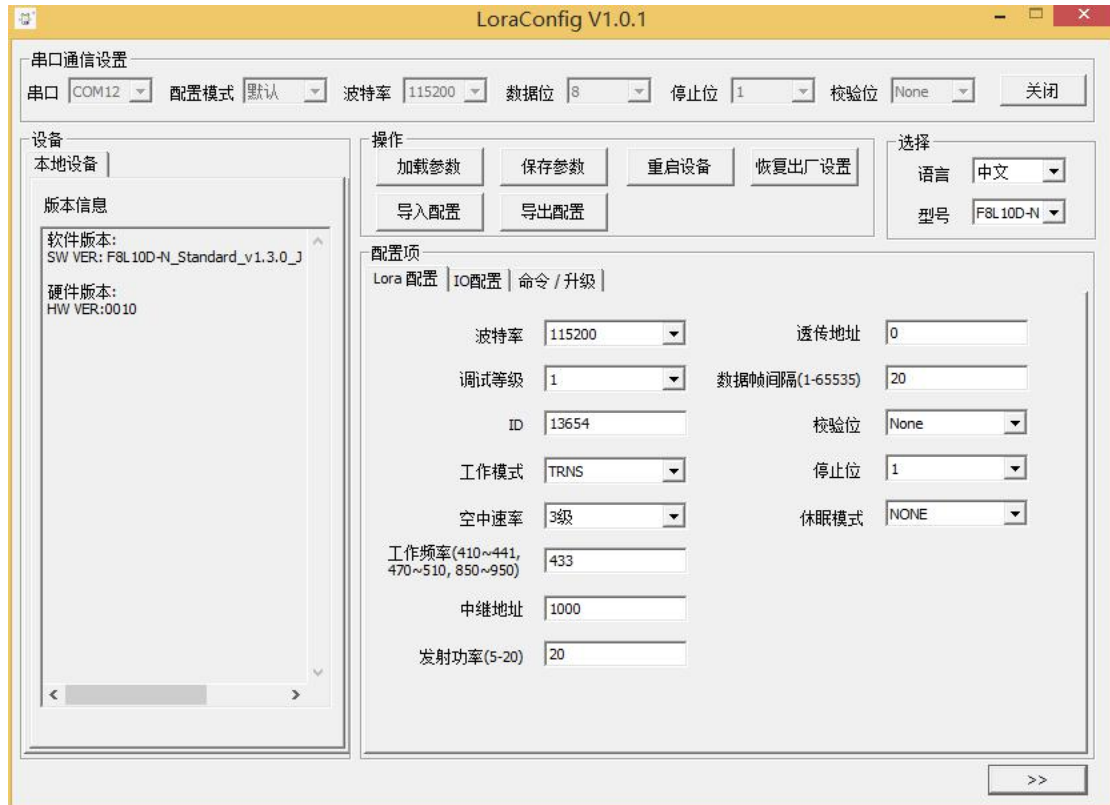 LoraConfig V1.0.1
串口通信设置
串口 COM12 配置模式 默认 波特率 115200 数据位 8 停止位 1 校验位 None 关闭
设备
本地设备
版本信息
软件版本:
SW VER: F8L10D-N_Standard_v1.3.0_J
硬件版本:
HW VER:0010
操作
加载参数 保存参数 重启设备 恢复出厂设置
导入配置 导出配置
选择
语言 中文
型号 F8L10D-N
配置项
Lora 配置 IO配置 命令 / 升级
波特率 115200 透传地址 0
调试等级 1 数据帧间隔(1-65535) 20
ID 13654 校验位 None
工作模式 TRNS 停止位 1
空中速率 3级 休眠模式 NONE
工作频率(410~441,
470~510, 850~950) 433
中继地址 1000
发射功率(5-20) 20
>>